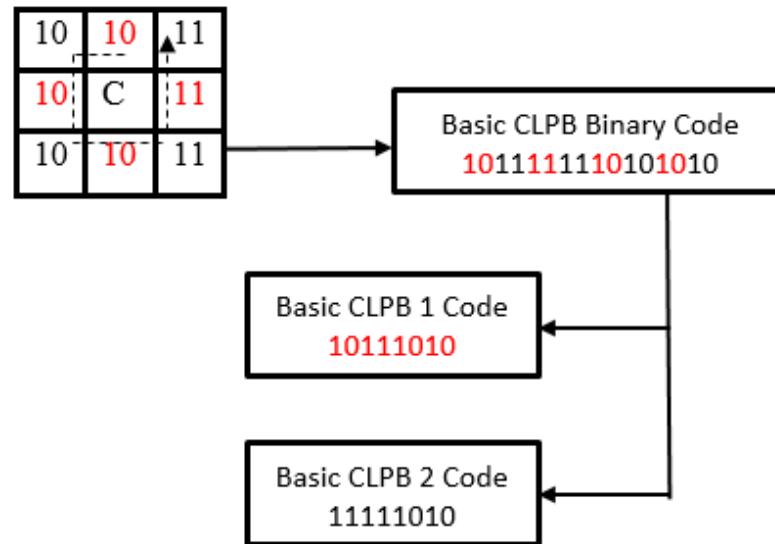 10 10 11
10 C 11
10 10 11
Basic CLPB Binary Code
1011111110101010
Basic CLPB 1 Code
10111010
Basic CLPB 2 Code
11111010